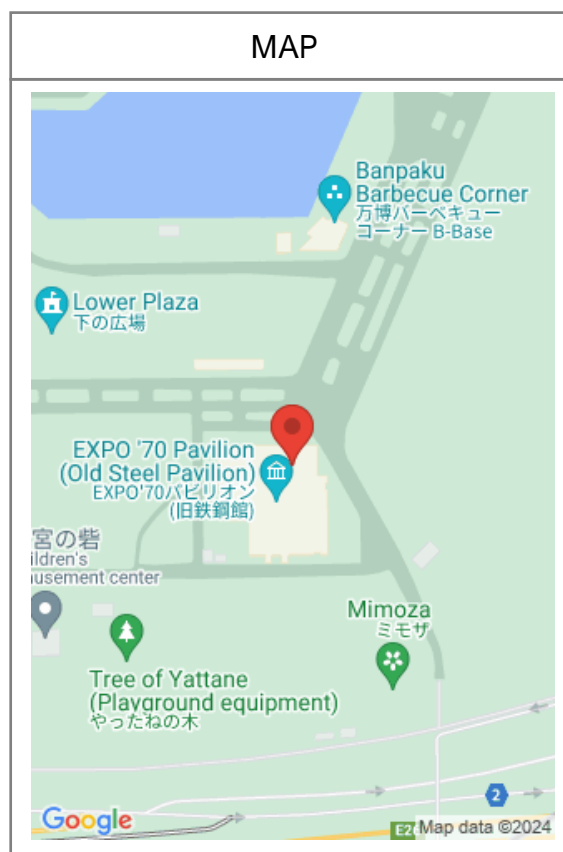 MAP
Banpaku
Barbecue Corner
万博バーベキュー
コーナー B-Base
Lower Plaza
下の広場
EXPO '70 Pavilion
(Old Steel Pavilion)
EXPO'70パビリオン
(旧鉄鋼館)
宮の砦
ildren's
usement center
Mimoza
ミモザ
Tree of Yattane
(Playground equipment)
やったねの木
2
Google
E2
Map data ©2024